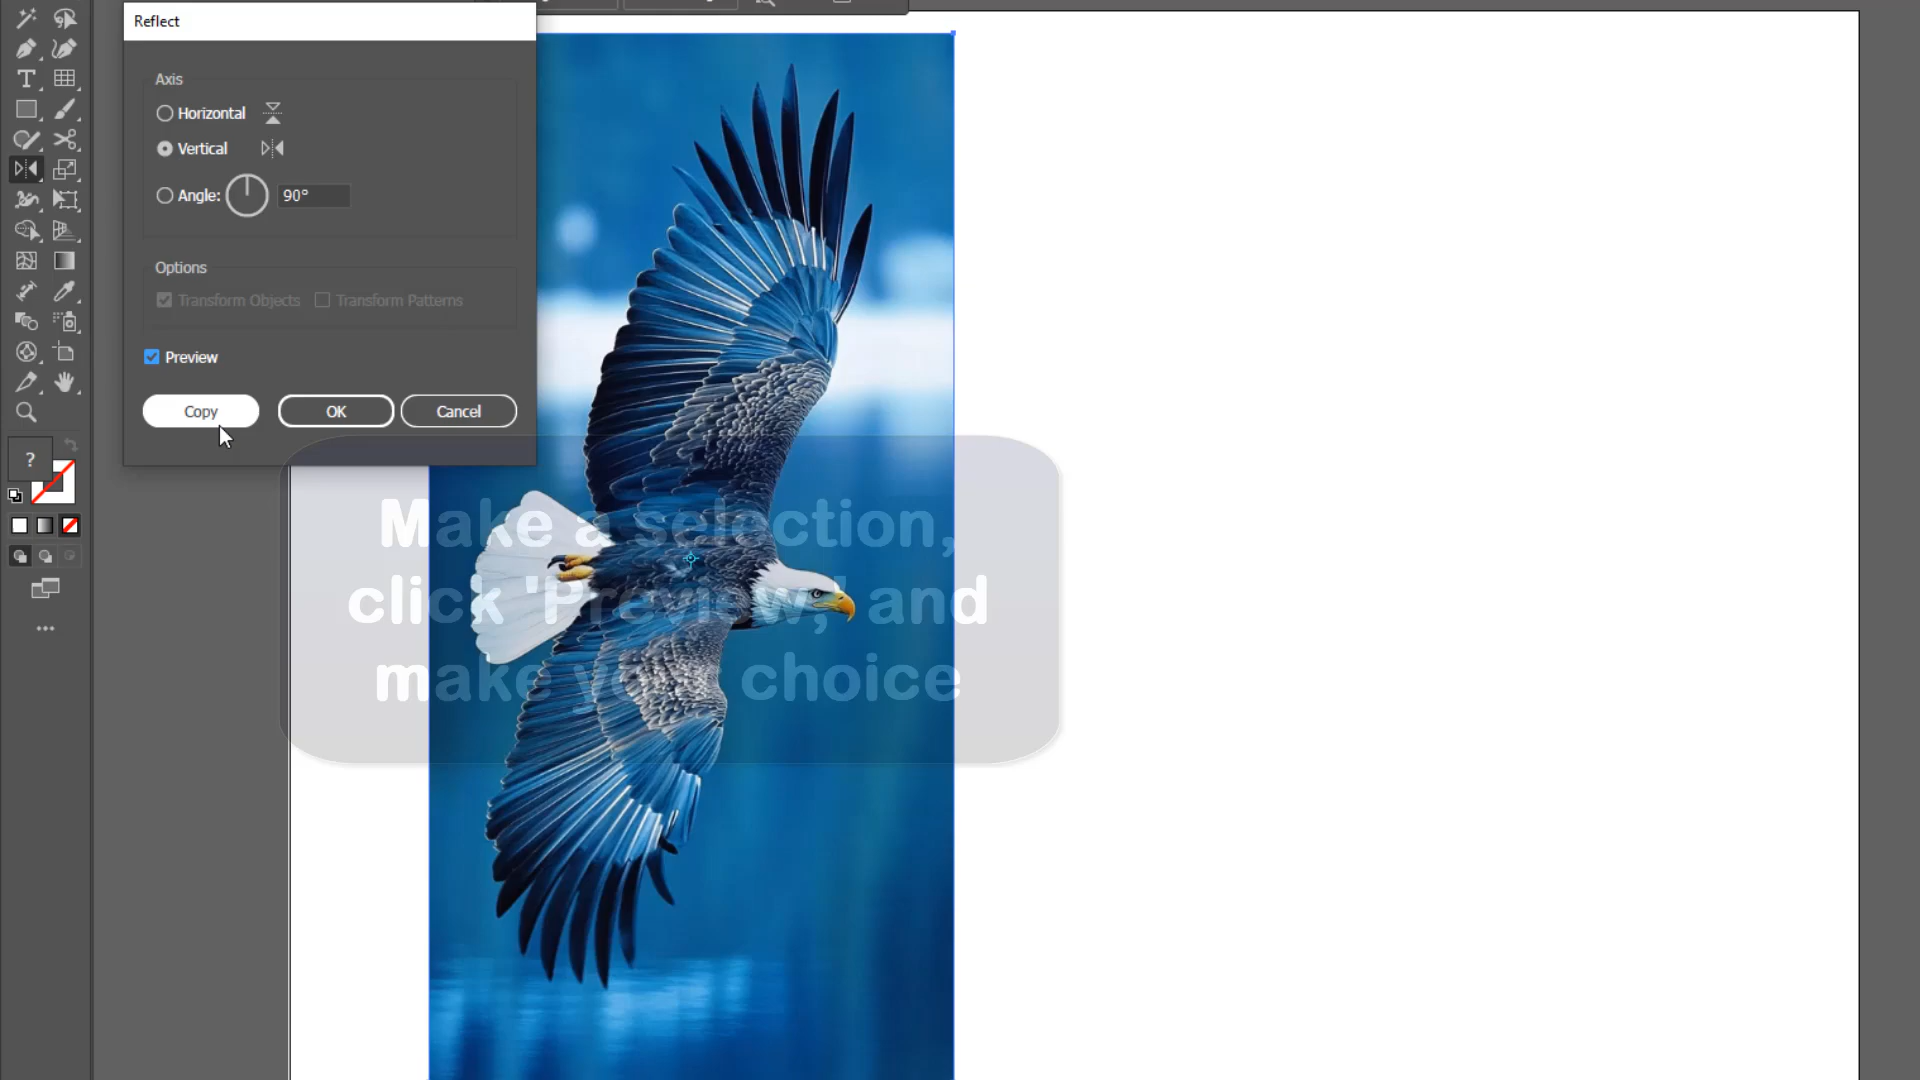 Reflect
Axis
Horizontal
Vertical
Angle: 90°
Options
Transform Objects Transform Patterns
Preview
Copy OK Cancel
?
Make a selection,
click 'Preview,' and
make your choice